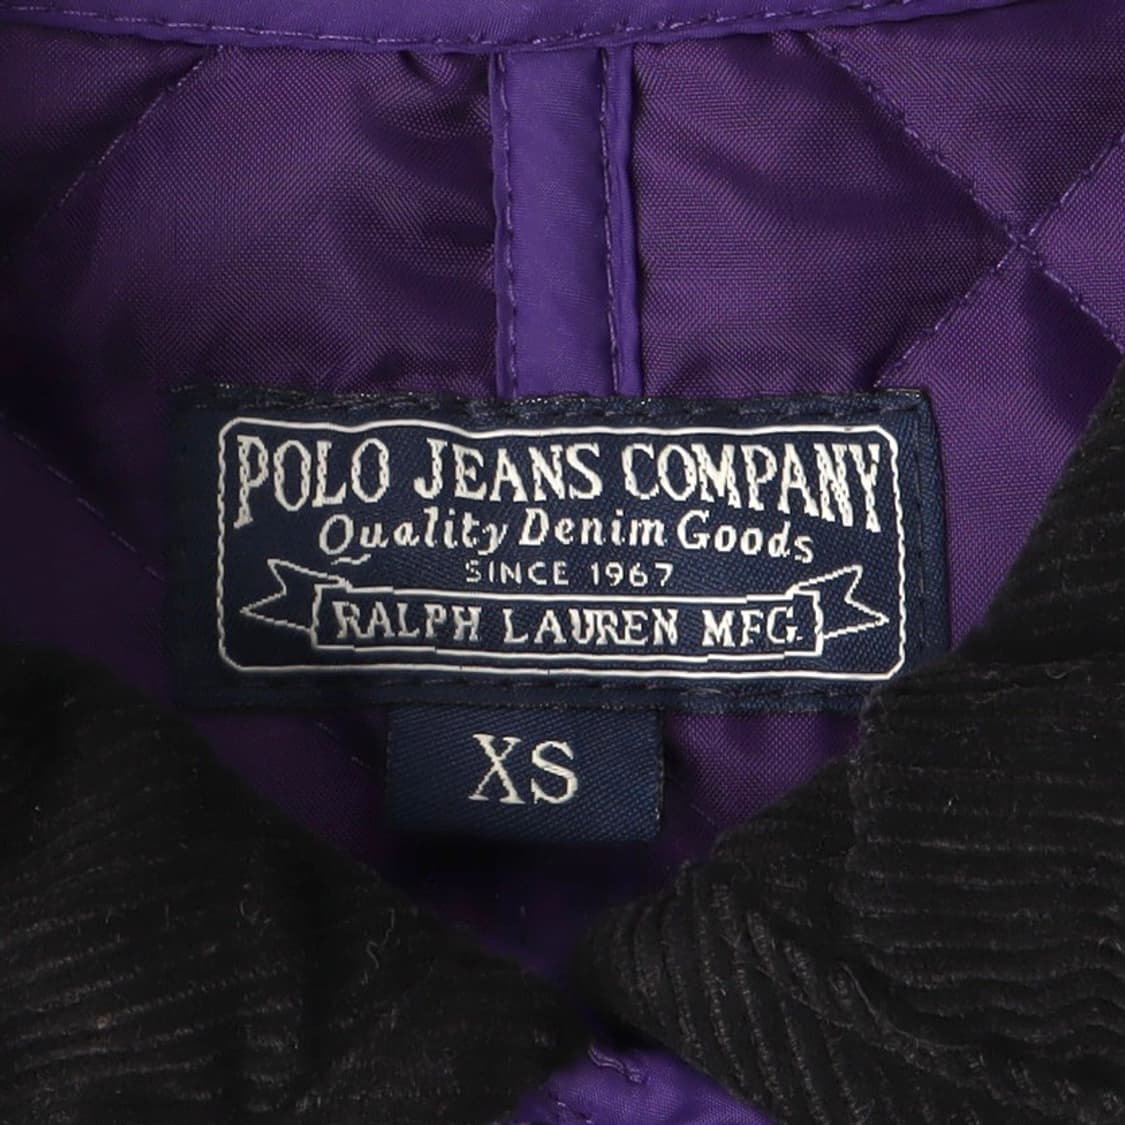 POLO JEANS COMPANY
Quality Denim Goods
SINCE 1967
RALPH LAUREN MFG.
XS